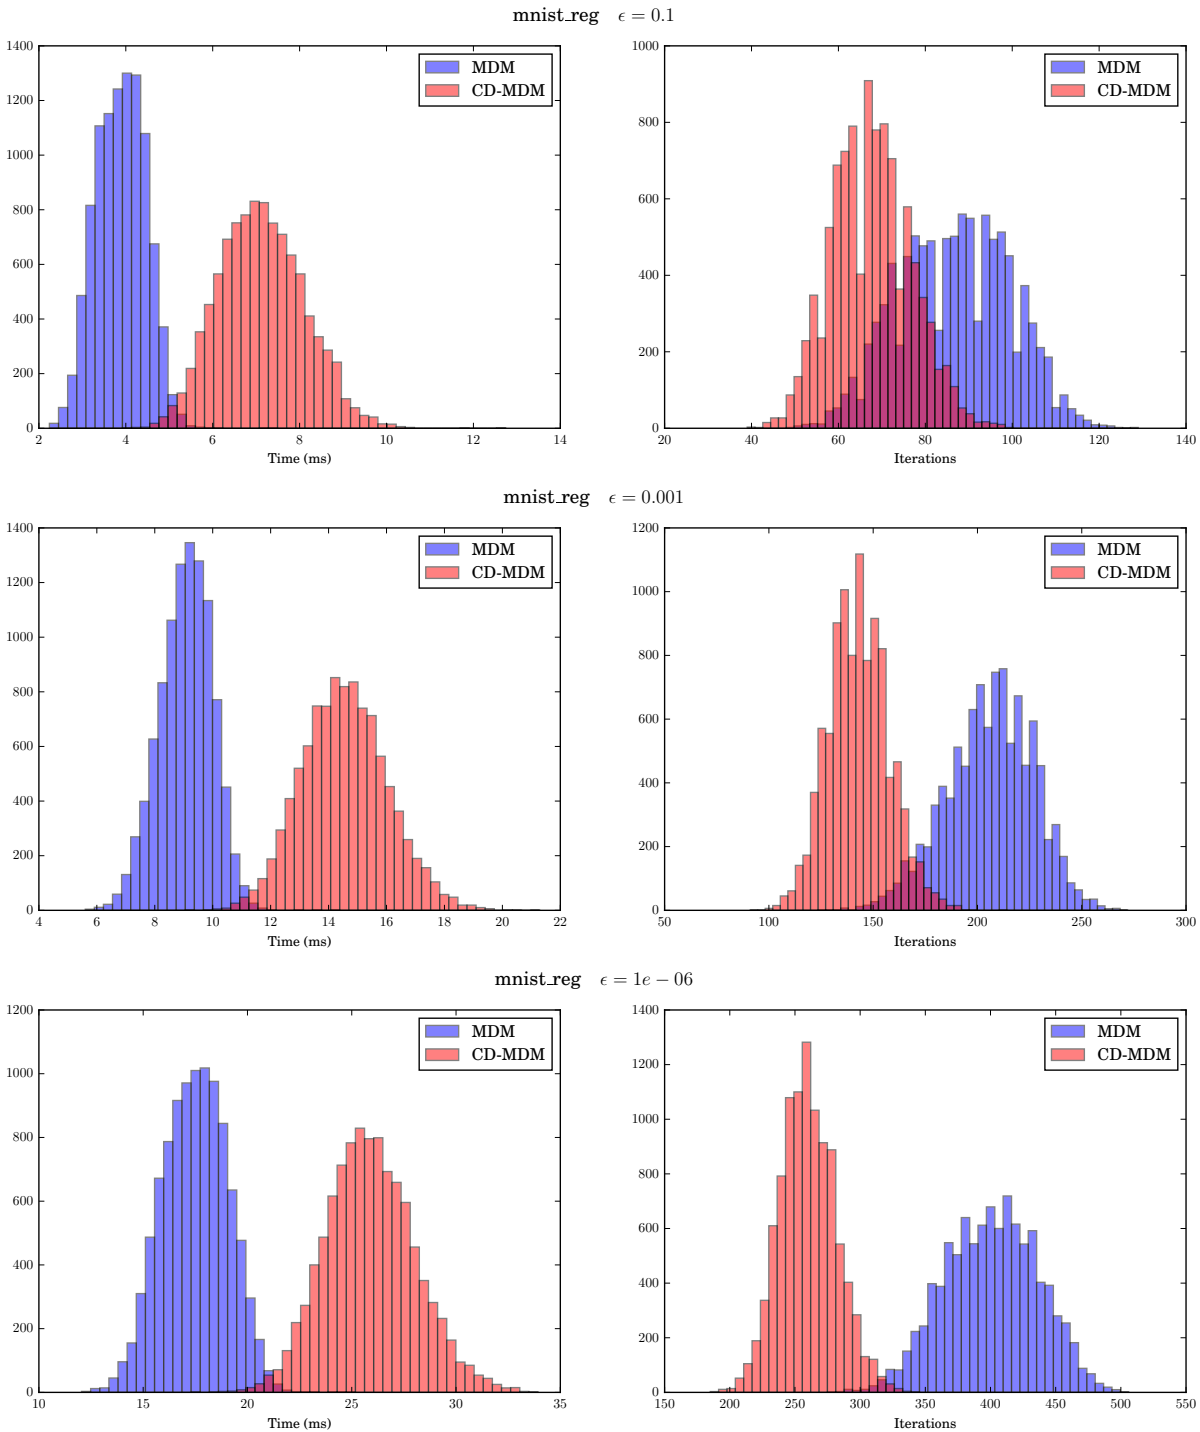 mnist_reg ϵ = 0.1
1400
1200
1000
800
600
400
200
0
2 4 6 8 10 12 14
Time (ms)
MDM
CD-MDM
1000
800
600
400
200
0
20 40 60 80 100 120 140
Iterations
MDM
CD-MDM
mnist_reg ϵ = 0.001
1400
1200
1000
800
600
400
200
0
4 6 8 10 12 14 16 18 20 22
Time (ms)
MDM
CD-MDM
1200
1000
800
600
400
200
0
50 100 150 200 250 300
Iterations
MDM
CD-MDM
mnist_reg ϵ = 1e − 06
1200
1000
800
600
400
200
0
10 15 20 25 30 35
Time (ms)
MDM
CD-MDM
1400
1200
1000
800
600
400
200
0
150 200 250 300 350 400 450 500 550
Iterations
MDM
CD-MDM